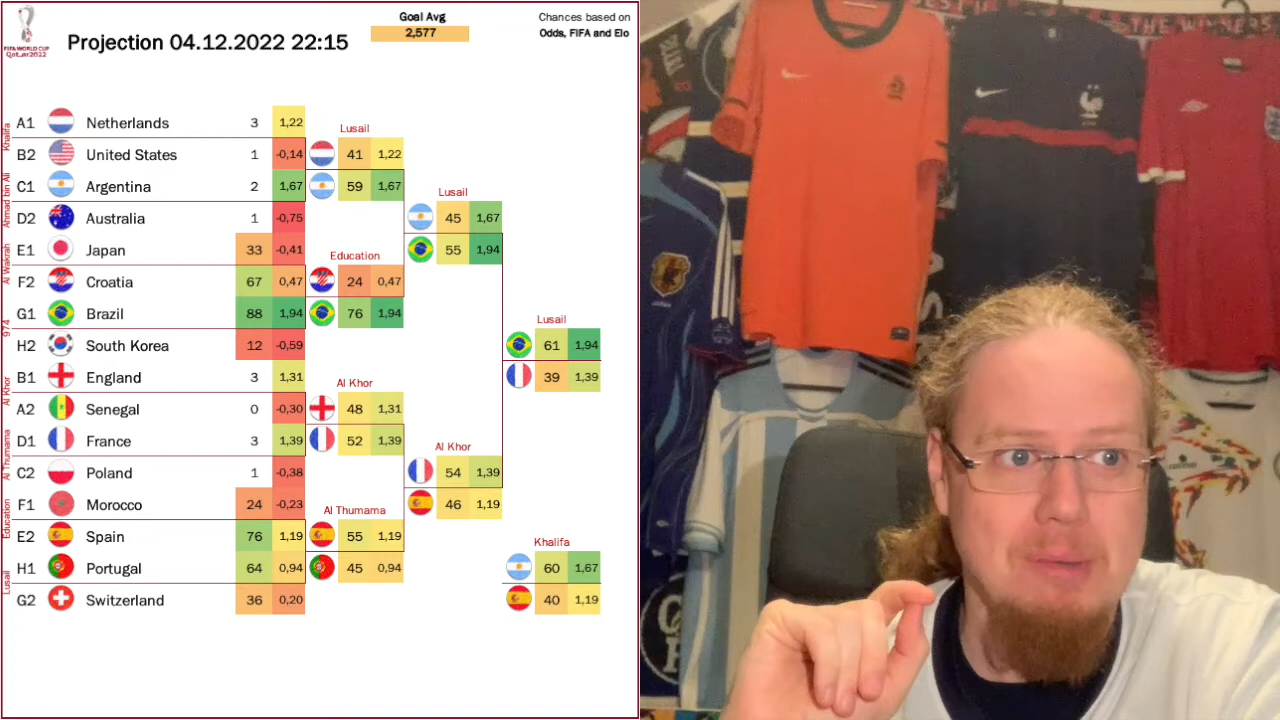 FIFA WORLD CUP
Qatar2022
Projection 04.12.2022 22:15
Goal Avg
2,577
Chances based on
Odds, FIFA and Elo
Khalifa
A1 Netherlands 3 1,22
B2 United States 1 -0,14
Ahmad bin Ali
C1 Argentina 2 1,67
D2 Australia 1 -0,75
Al Wakrah
E1 Japan 33 -0,41
F2 Croatia 67 0,47
974
G1 Brazil 88 1,94
H2 South Korea 12 -0,59
Al Khor
B1 England 3 1,31
A2 Senegal 0 -0,30
Al Thumama
D1 France 3 1,39
C2 Poland 1 -0,38
Education
F1 Morocco 24 -0,23
E2 Spain 76 1,19
Lusail
H1 Portugal 64 0,94
G2 Switzerland 36 0,20
Lusail
41 1,22
59 1,67
Education
24 0,47
76 1,94
Al Khor
48 1,31
52 1,39
Al Thumama
55 1,19
45 0,94
Lusail
45 1,67
55 1,94
Al Khor
54 1,39
46 1,19
Lusail
61 1,94
39 1,39
Khalifa
60 1,67
40 1,19
THE WINNERS